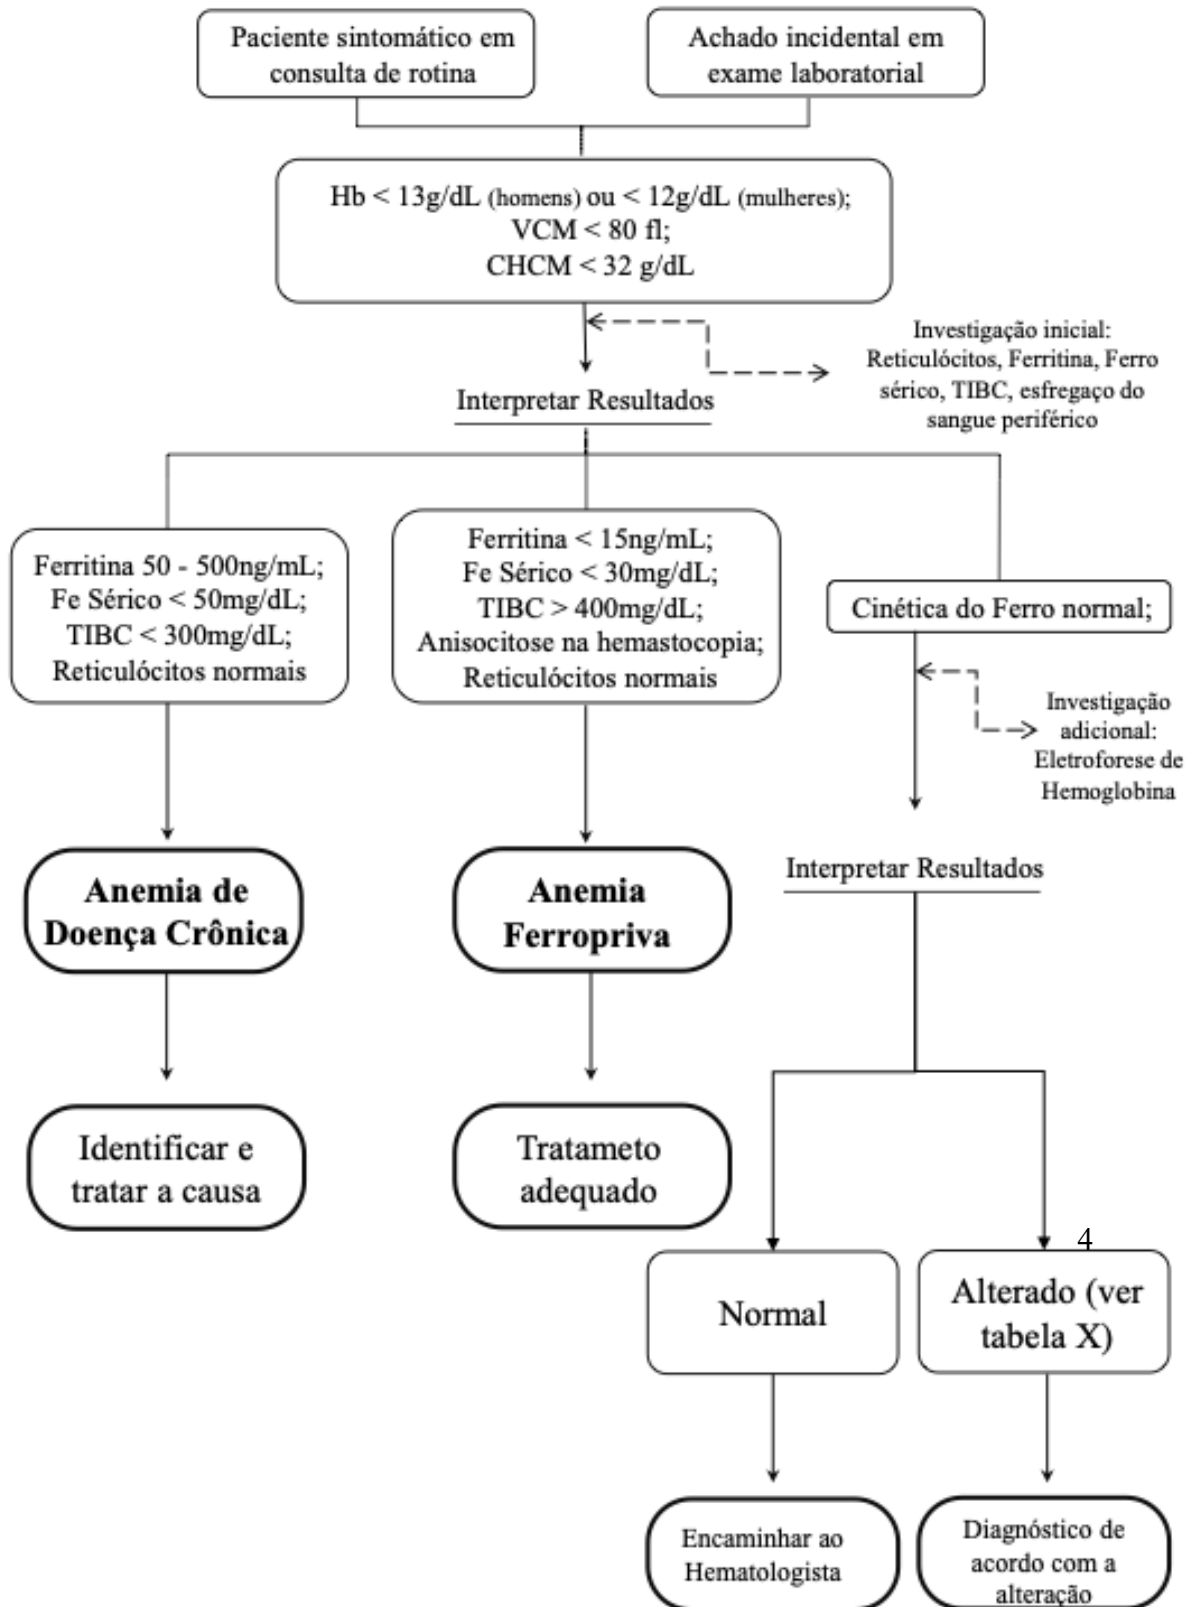 Paciente sintomático em
consulta de rotina
Achado incidental em
exame laboratorial
Hb < 13g/dL (homens) ou < 12g/dL (mulheres);
VCM < 80 fl;
CHCM < 32 g/dL
Investigação inicial:
Reticulócitos, Ferritina, Ferro
sérico, TIBC, esfregaço do
sangue periférico
Interpretar Resultados
Ferritina 50 - 500ng/mL;
Fe Sérico < 50mg/dL;
TIBC < 300mg/dL;
Reticulócitos normais
Ferritina < 15ng/mL;
Fe Sérico < 30mg/dL;
TIBC > 400mg/dL;
Anisocitose na hemastocopia;
Reticulócitos normais
Cinética do Ferro normal;
Investigação
adicional:
Eletroforese de
Hemoglobina
Anemia de
Doença Crônica
Anemia
Ferropriva
Interpretar Resultados
Identificar e
tratar a causa
Tratameto
adequado
4
Normal
Alterado (ver
tabela X)
Encaminhar ao
Hematologista
Diagnóstico de
acordo com a
alteração